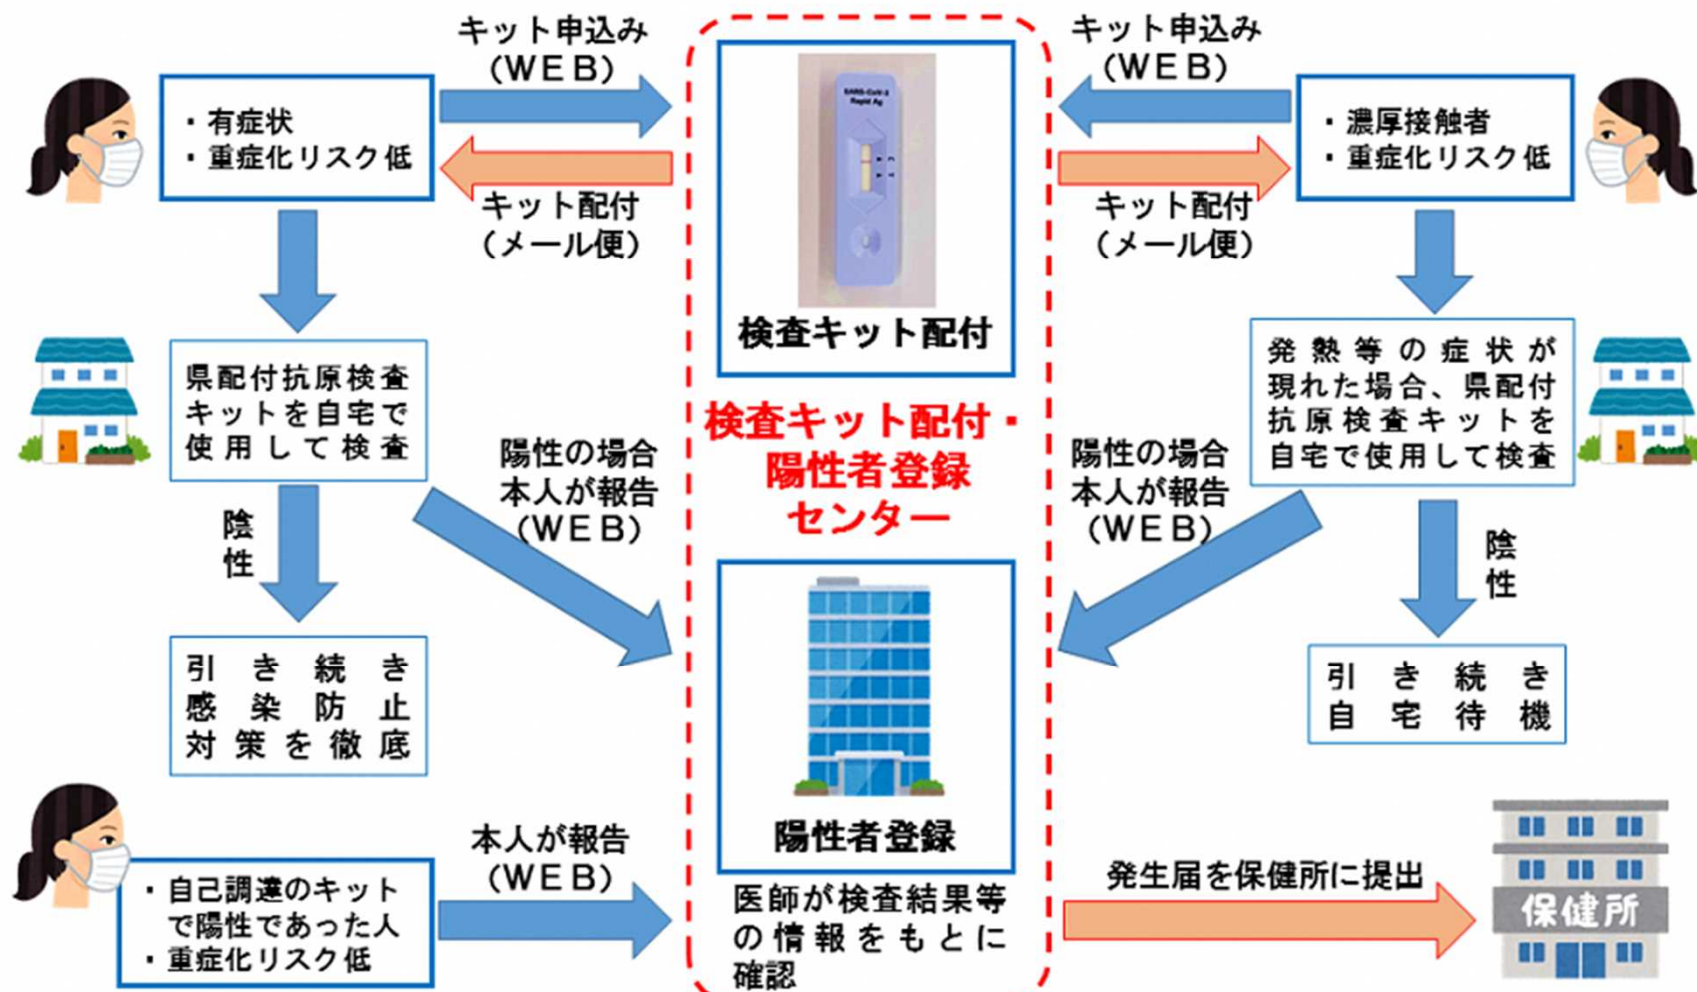 キット申込み
（ＷＥＢ）
・有症状
・重症化リスク低
キット配付
（メール便）
県配付抗原検査
キットを自宅で
使用して検査
陽性の場合
本人が報告
（ＷＥＢ）
陰
性
引き続き
感染防止
対策を徹底
・自己調達のキット
で陽性であった人
・重症化リスク低
本人が報告
（ＷＥＢ）
SARS-CoV-2
Rapid Ag
検査キット配付
検査キット配付・
陽性者登録
センター
陽性者登録
医師が検査結果等
の情報をもとに
確認
キット申込み
（ＷＥＢ）
・濃厚接触者
・重症化リスク低
キット配付
（メール便）
発熱等の症状が
現れた場合、県配付
抗原検査キットを
自宅で使用して検査
陽性の場合
本人が報告
（ＷＥＢ）
陰
性
引き続き
自宅待機
発生届を保健所に提出
保健所